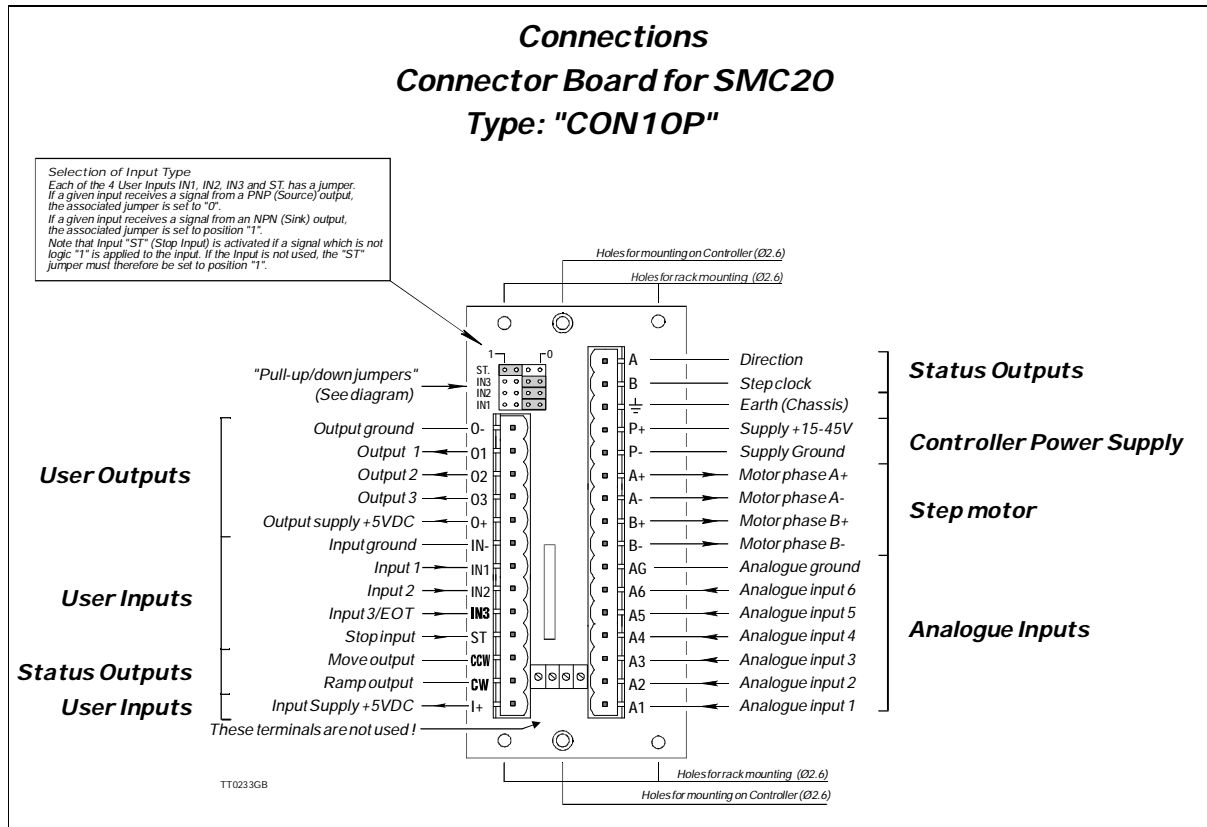 Connections
Connector Board for SMC20
Type: "CON10P"
Selection of Input Type
Each of the 4 User Inputs IN1, IN2, IN3 and ST. has a jumper.
If a given input receives a signal from a PNP (Source) output,
the associated jumper is set to "0".
If a given input receives a signal from an NPN (Sink) output,
the associated jumper is set to position "1".
Note that Input "ST" (Stop Input) is activated if a signal which is not
logic "1" is applied to the input. If the Input is not used, the "ST"
jumper must therefore be set to position "1".
Holes for mounting on Controller (Ø2.6)
Holes for rack mounting (Ø2.6)
1 0
ST.
IN3
IN2
IN1
"Pull-up/down jumpers"
(See diagram)
User Outputs
User Inputs
Status Outputs
User Inputs
Output ground O-
Output 1 O1
Output 2 O2
Output 3 O3
Output supply +5VDC O+
Input ground IN-
Input 1 IN1
Input 2 IN2
Input 3/EOT IN3
Stop input ST
Move output CCW
Ramp output CW
Input Supply +5VDC I+
These terminals are not used !
A Direction
B Step clock
Earth (Chassis)
P+ Supply +15-45V
P- Supply Ground
A+ Motor phase A+
A- Motor phase A-
B+ Motor phase B+
B- Motor phase B-
AG Analogue ground
A6 Analogue input 6
A5 Analogue input 5
A4 Analogue input 4
A3 Analogue input 3
A2 Analogue input 2
A1 Analogue input 1
Status Outputs
Controller Power Supply
Step motor
Analogue Inputs
Holes for rack mounting (Ø2.6)
Holes for mounting on Controller (Ø2.6)
TT0233GB